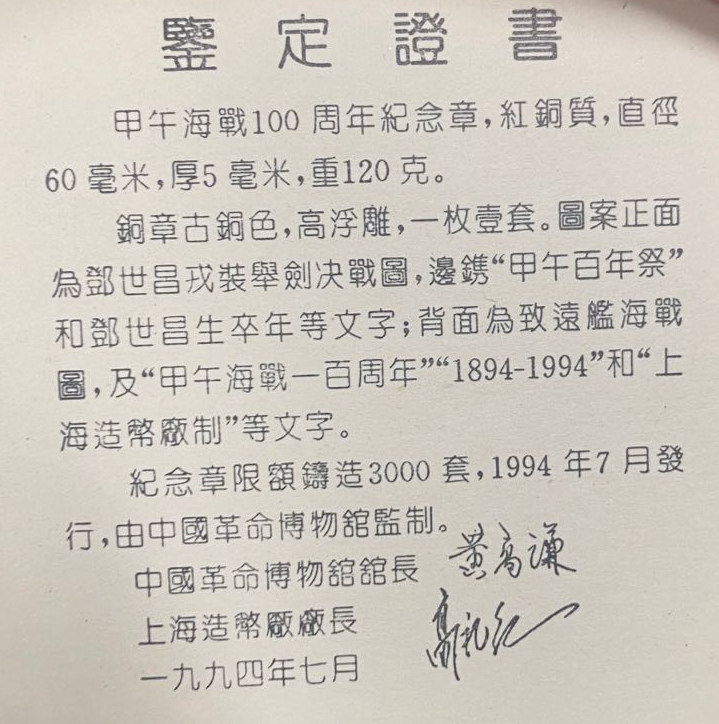 鑒定證書
甲午海戰100 周年紀念章,紅銅質,直徑
60 毫米,厚5 毫米,重120 克。
銅章古銅色,高浮雕,一枚壹套。圖案正面
為鄧世昌戎裝舉劍決戰圖,邊鐫“甲午百年祭”
和鄧世昌生卒年等文字;背面為致遠艦海戰
圖,及“甲午海戰一百周年”“1894-1994”和“上
海造幣廠制”等文字。
紀念章限額鑄造3000 套,1994 年7 月發
行,由中國革命博物舘監制。
中國革命博物舘舘長 黃高謙
上海造幣廠廠長
一九九四年七月